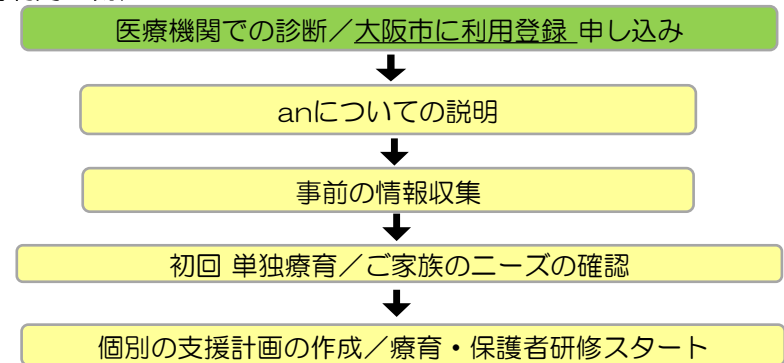 医療機関での診断／大阪市に利用登録 申し込み
anについての説明
事前の情報収集
初回 単独療育／ご家族のニーズの確認
個別の支援計画の作成／療育・保護者研修スタート